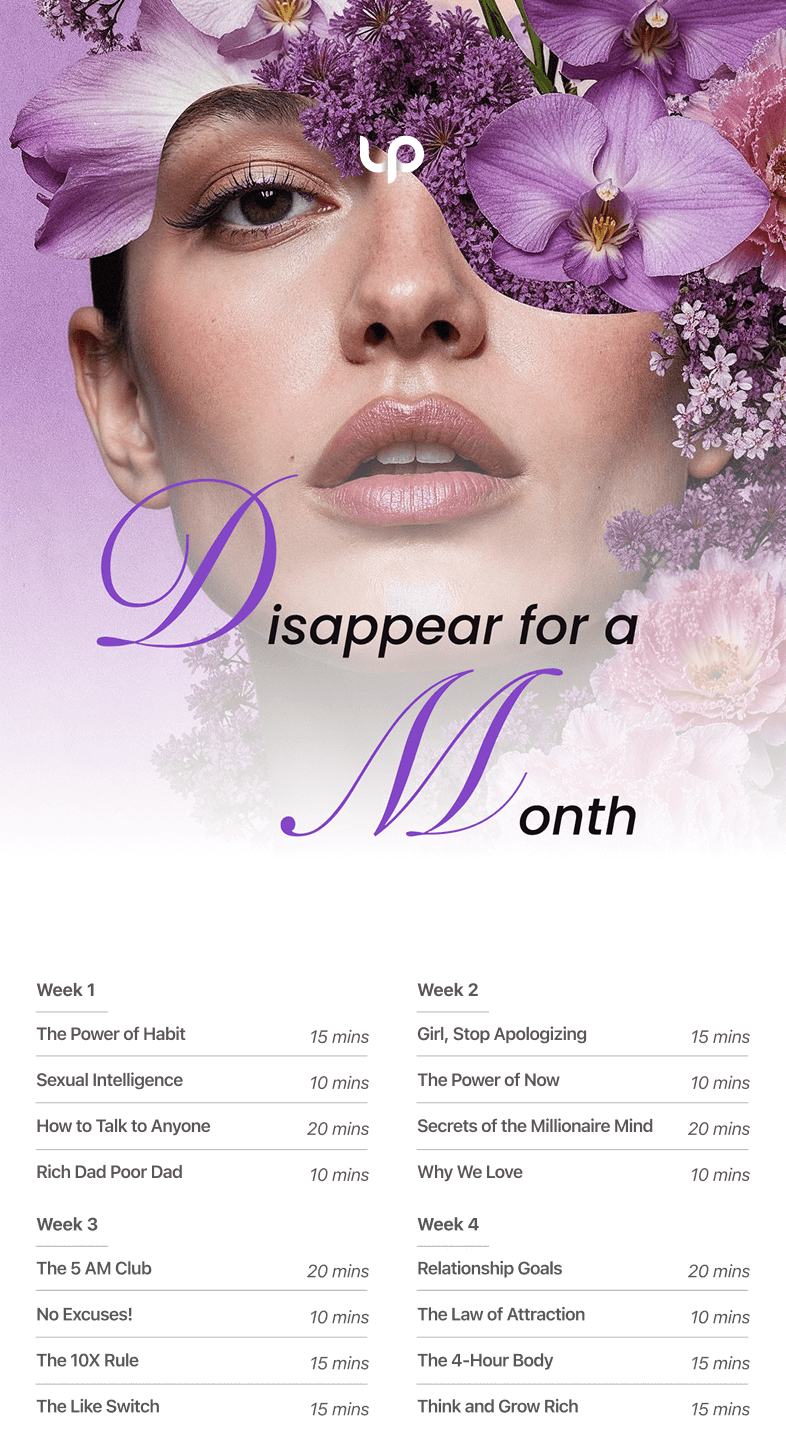 Disappear for a
Month
Week 1
The Power of Habit 15 mins
Sexual Intelligence 10 mins
How to Talk to Anyone 20 mins
Rich Dad Poor Dad 10 mins
Week 2
Girl, Stop Apologizing 15 mins
The Power of Now 10 mins
Secrets of the Millionaire Mind 20 mins
Why We Love 10 mins
Week 3
The 5 AM Club 20 mins
No Excuses! 10 mins
The 10X Rule 15 mins
The Like Switch 15 mins
Week 4
Relationship Goals 20 mins
The Law of Attraction 10 mins
The 4-Hour Body 15 mins
Think and Grow Rich 15 mins